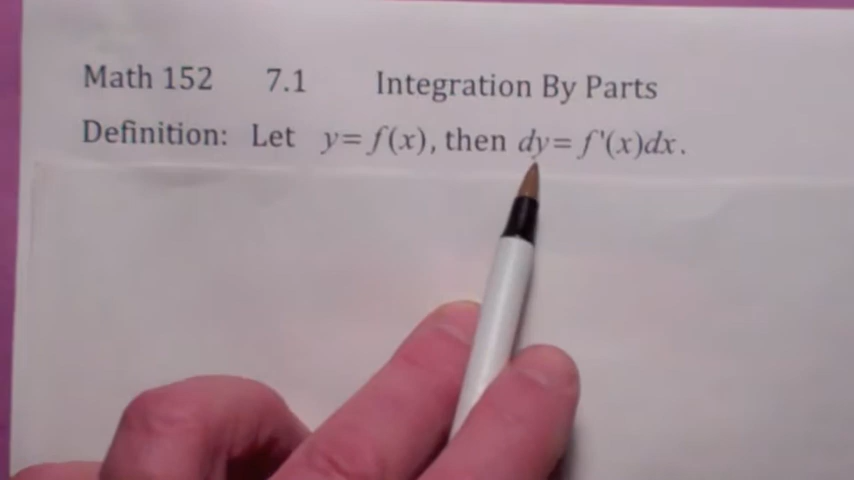 Math 152 7.1 Integration By Parts
Definition: Let y= f(x), then dy= f'(x)dx.